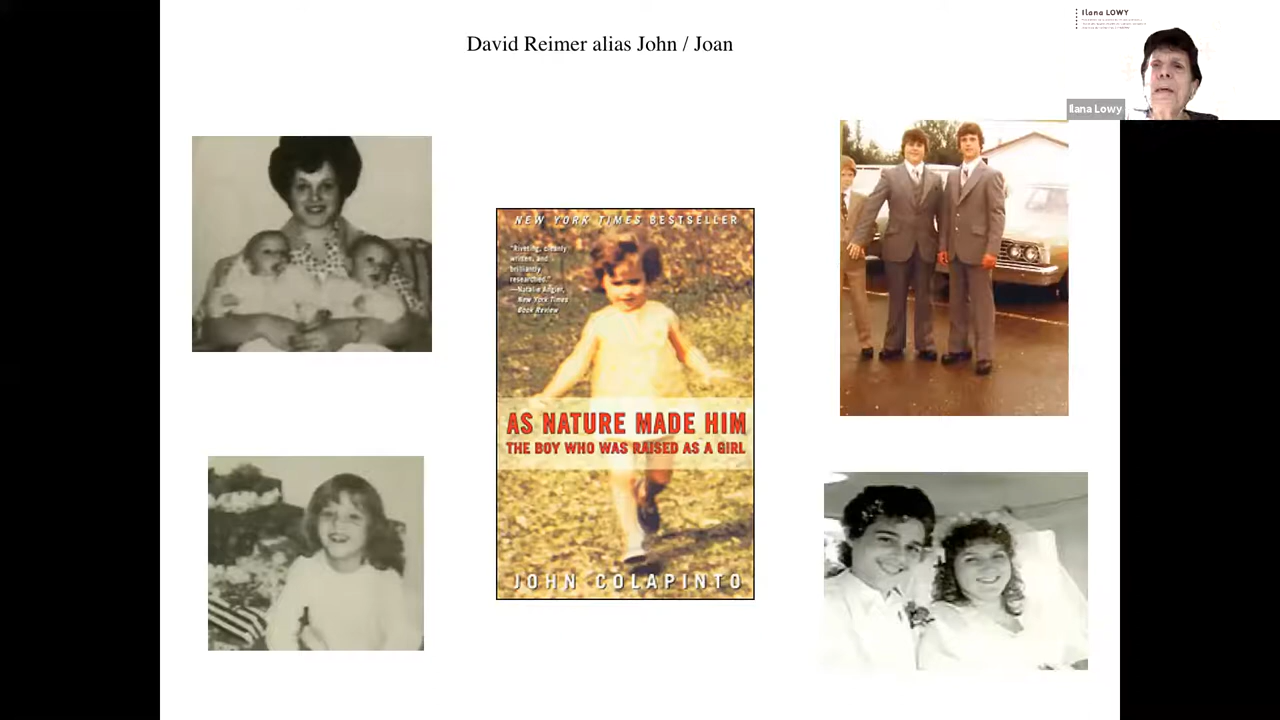 David Reimer alias John / Joan
Ilana LOWY
Ilana Lowy
NEW YORK TIMES BESTSELLER
"Riveting, cleanly
written, and
brilliantly
researched."
—Natalie Angier,
New York Times
Book Review
AS NATURE MADE HIM
THE BOY WHO WAS RAISED AS A GIRL
JOHN COLAPINTO